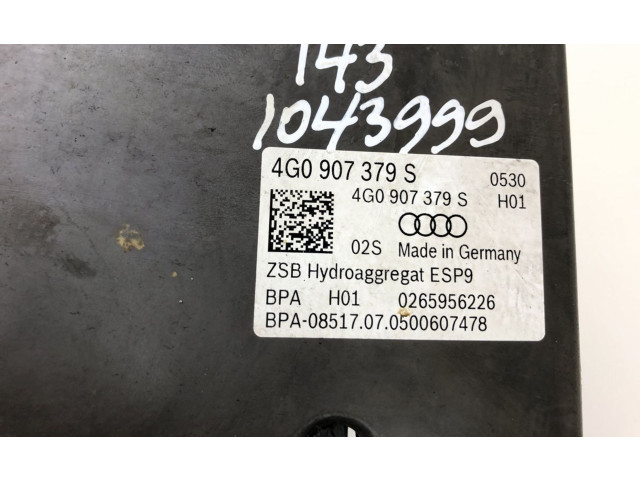 143
1043999
4G0 907 379 S 0530
4G0 907 379 S H01
02S Made in Germany
ZSB Hydroaggregat ESP9
BPA H01 0265956226
BPA-08517.07.0500607478